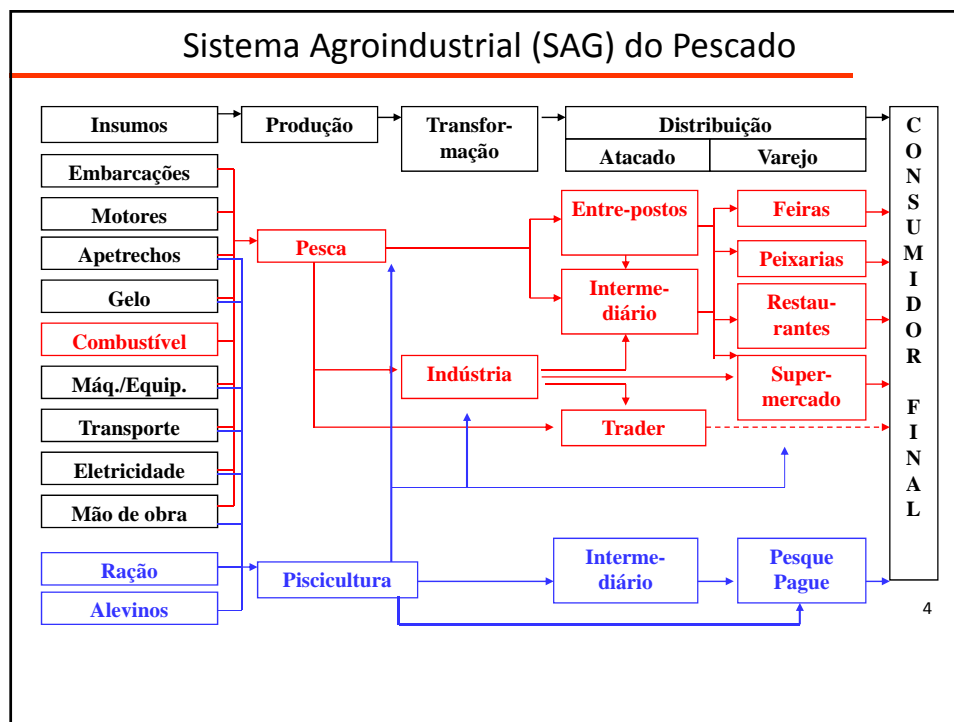 Sistema Agroindustrial (SAG) do Pescado
Insumos
Produção
Transfor-
mação
Distribuição
Atacado
Varejo
Embarcações
Motores
Apetrechos
Gelo
Combustível
Máq./Equip.
Transporte
Eletricidade
Mão de obra
Ração
Alevinos
Pesca
Piscicultura
Indústria
Entre-postos
Interme-
diário
Trader
Interme-
diário
Feiras
Peixarias
Restau-
rantes
Super-
mercado
Pesque
Pague
C
O
N
S
U
M
I
D
O
R
F
I
N
A
L
4